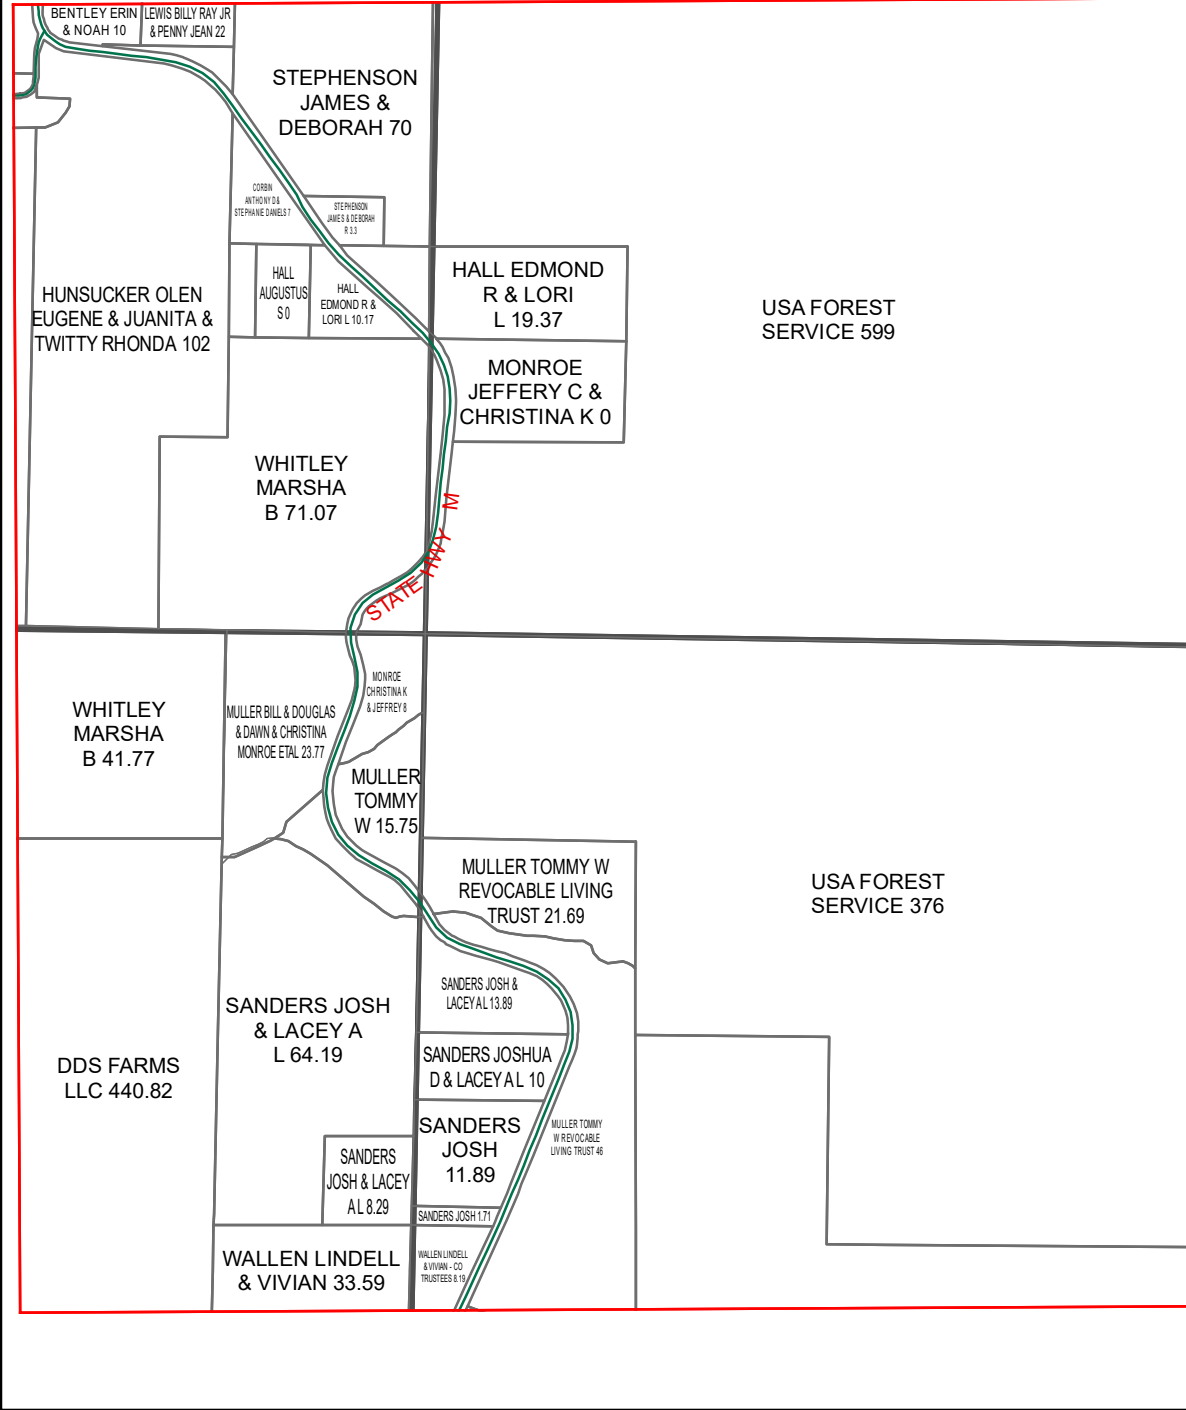 BENTLEY ERIN
& NOAH 10
LEWIS BILLY RAY JR
& PENNY JEAN 22
STEPHENSON
JAMES &
DEBORAH 70
CORBIN
ANTHONY D &
STEPHANIE DANIELS 7
STEPHENSON
JAMES & DEBORAH
R 3.3
HUNSUCKER OLEN
EUGENE & JUANITA &
TWITTY RHONDA 102
HALL
AUGUSTUS
S 0
HALL
EDMOND R &
LORI L 10.17
HALL EDMOND
R & LORI
L 19.37
USA FOREST
SERVICE 599
MONROE
JEFFERY C &
CHRISTINA K 0
WHITLEY
MARSHA
B 71.07
STATE HWY M
WHITLEY
MARSHA
B 41.77
MULLER BILL & DOUGLAS
& DAWN & CHRISTINA
MONROE ETAL 23.77
MONROE
CHRISTINA K
& JEFFREY 8
MULLER
TOMMY
W 15.75
MULLER TOMMY W
REVOCABLE LIVING
TRUST 21.69
USA FOREST
SERVICE 376
SANDERS JOSH &
LACEY A L 13.89
SANDERS JOSH
& LACEY A
L 64.19
DDS FARMS
LLC 440.82
SANDERS JOSHUA
D & LACEY A L 10
SANDERS
JOSH
11.89
MULLER TOMMY
W REVOCABLE
LIVING TRUST 46
SANDERS
JOSH & LACEY
A L 8.29
SANDERS JOSH 1.71
WALLEN LINDELL
& VIVIAN 33.59
WALLEN LINDELL
& VIVIAN - CO
TRUSTEES 8.19